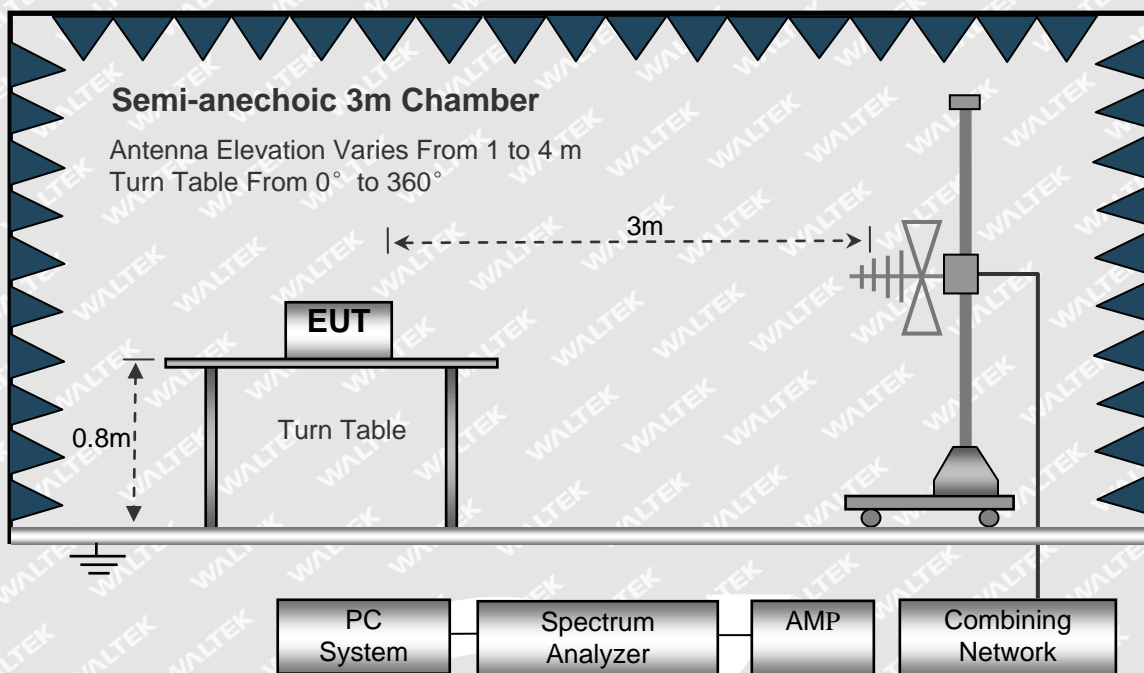 Semi-anechoic 3m Chamber
Antenna Elevation Varies From 1 to 4 m
Turn Table From 0° to 360°
3m
EUT
0.8m
Turn Table
PC
System
Spectrum
Analyzer
AMP
Combining
Network
WALTEK